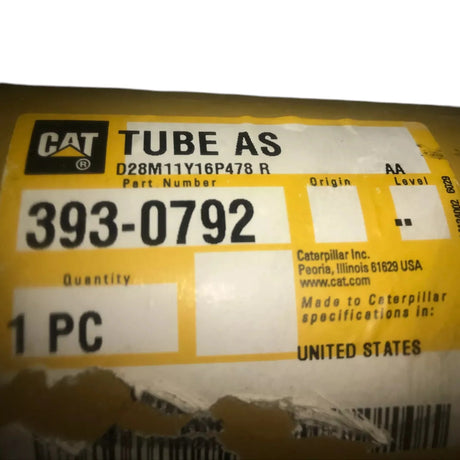 CAT ®
TUBE AS
D28M11Y16P478 R AA
Part Number Origin Level
393-0792 --
Caterpillar Inc.
Peoria, Illinois 61629 USA
www.cat.com
Quantity
Made to Caterpillar
specifications in:
1 PC
UNITED STATES